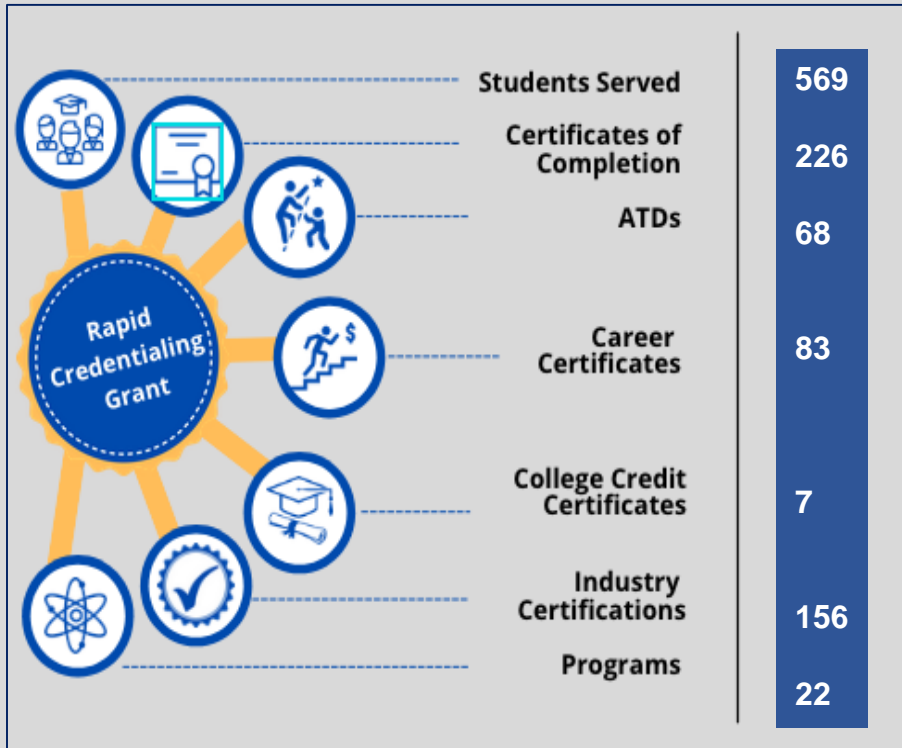 Rapid
Credentialing
Grant
Students Served
569
Certificates of
Completion
226
ATDs
68
Career
Certificates
83
$
College Credit
Certificates
7
Industry
Certifications
156
Programs
22